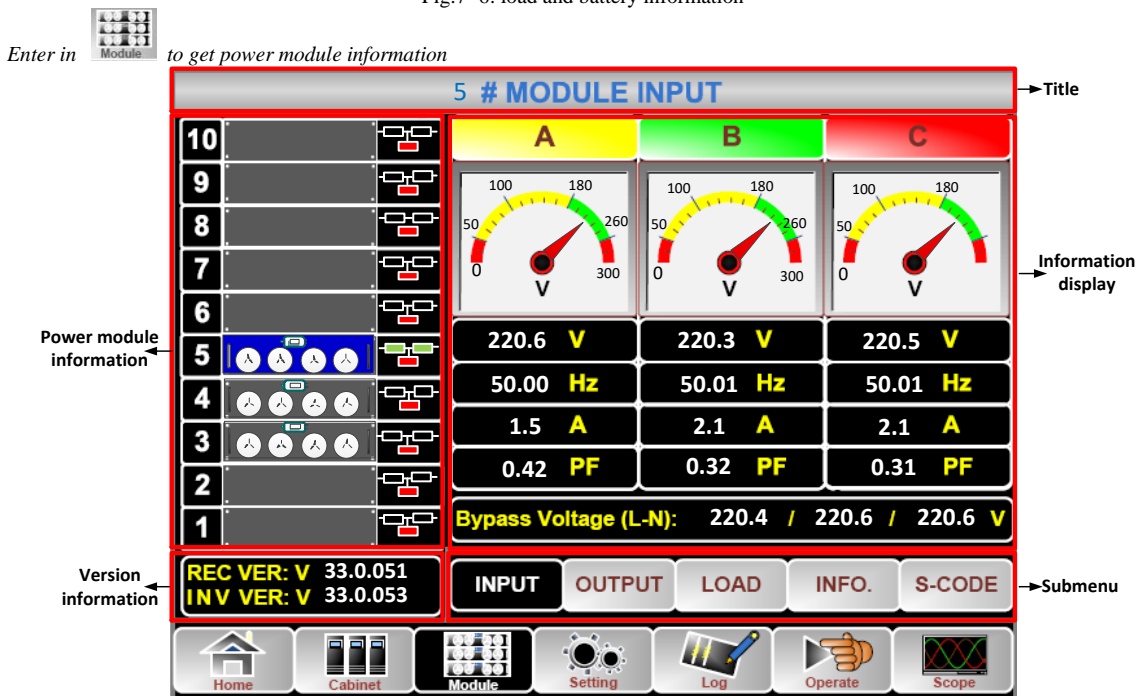 Fig.7- 6: load and battery information
Enter in Module to get power module information
5 # MODULE INPUT
Title
10
9
8
7
6
5
4
3
2
1
Power module
information
A B C
50 100 180 260
0 300
V
50 100 180 260
0 300
V
50 100 180
0
V
220.6 V 220.3 V 220.5 V
50.00 Hz 50.01 Hz 50.01 Hz
1.5 A 2.1 A 2.1 A
0.42 PF 0.32 PF 0.31 PF
Bypass Voltage (L-N): 220.4 / 220.6 / 220.6 V
Information
display
Version
information
REC VER: V 33.0.051
INV VER: V 33.0.053
INPUT OUTPUT LOAD INFO. S-CODE
Submenu
Home Cabinet Module Setting Log Operate Scope